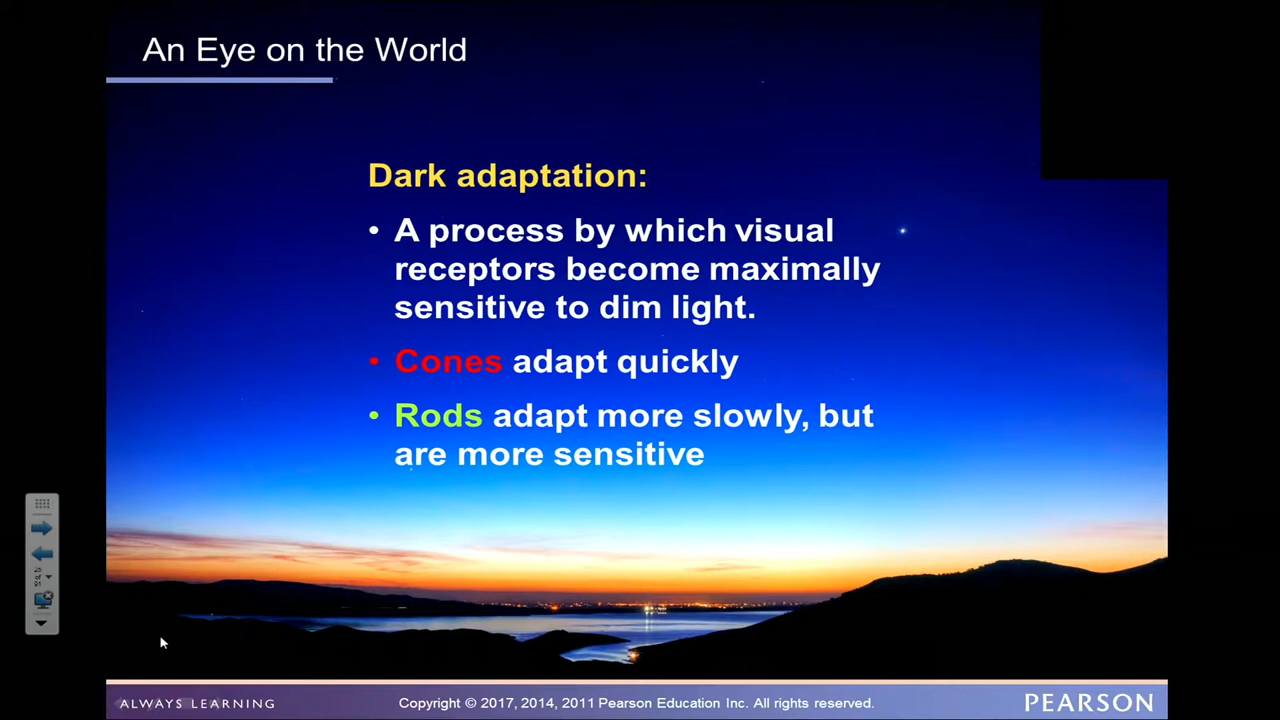 An Eye on the World
Dark adaptation:
• A process by which visual
receptors become maximally
sensitive to dim light.
• Cones adapt quickly
• Rods adapt more slowly, but
are more sensitive
ALWAYS LEARNING
Copyright © 2017, 2014, 2011 Pearson Education Inc. All rights reserved.
PEARSON